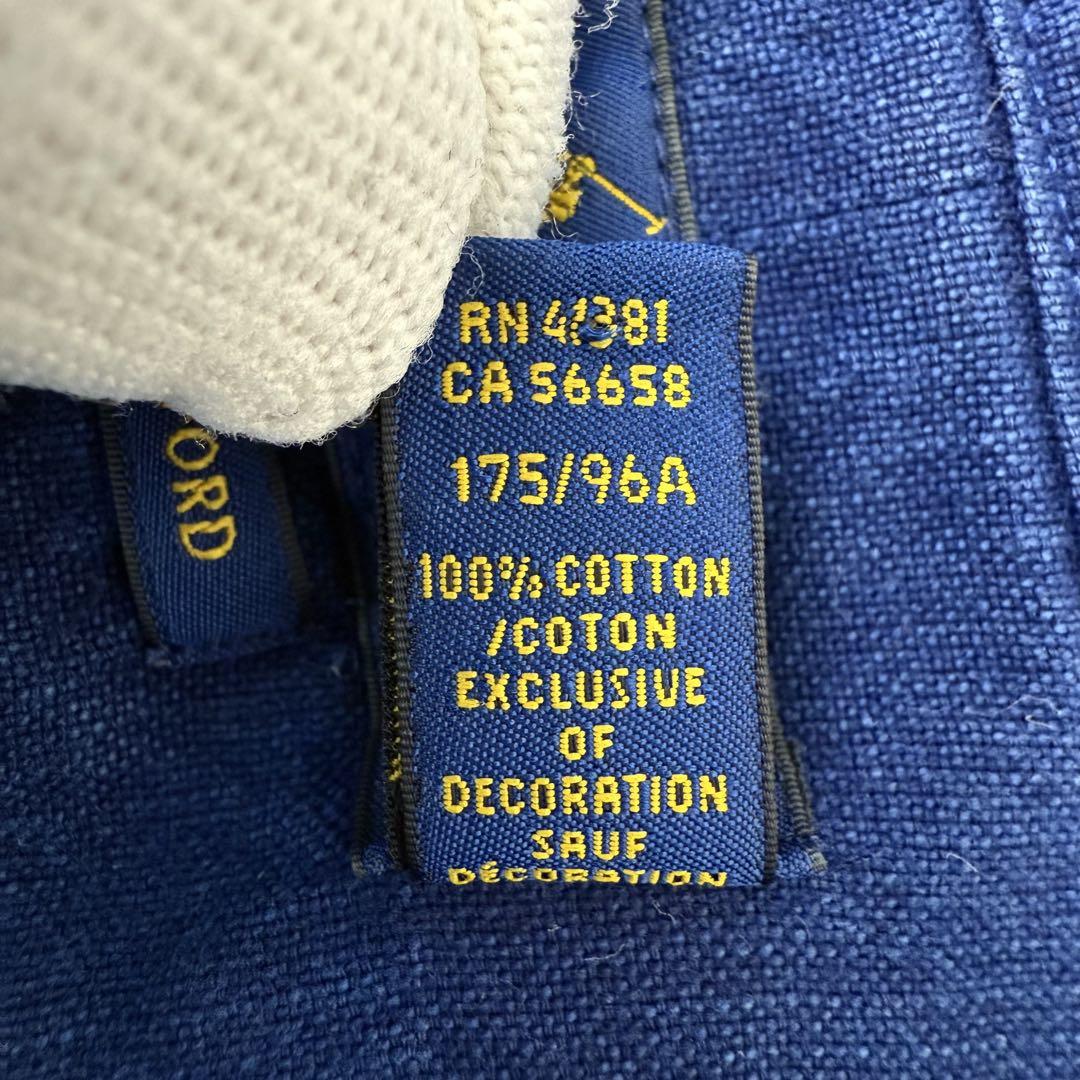 RN 41381
CA 56658
175/96A
100% COTTON
/COTON
EXCLUSIVE
OF
DECORATION
SAUF
DÉCORATION
ORD